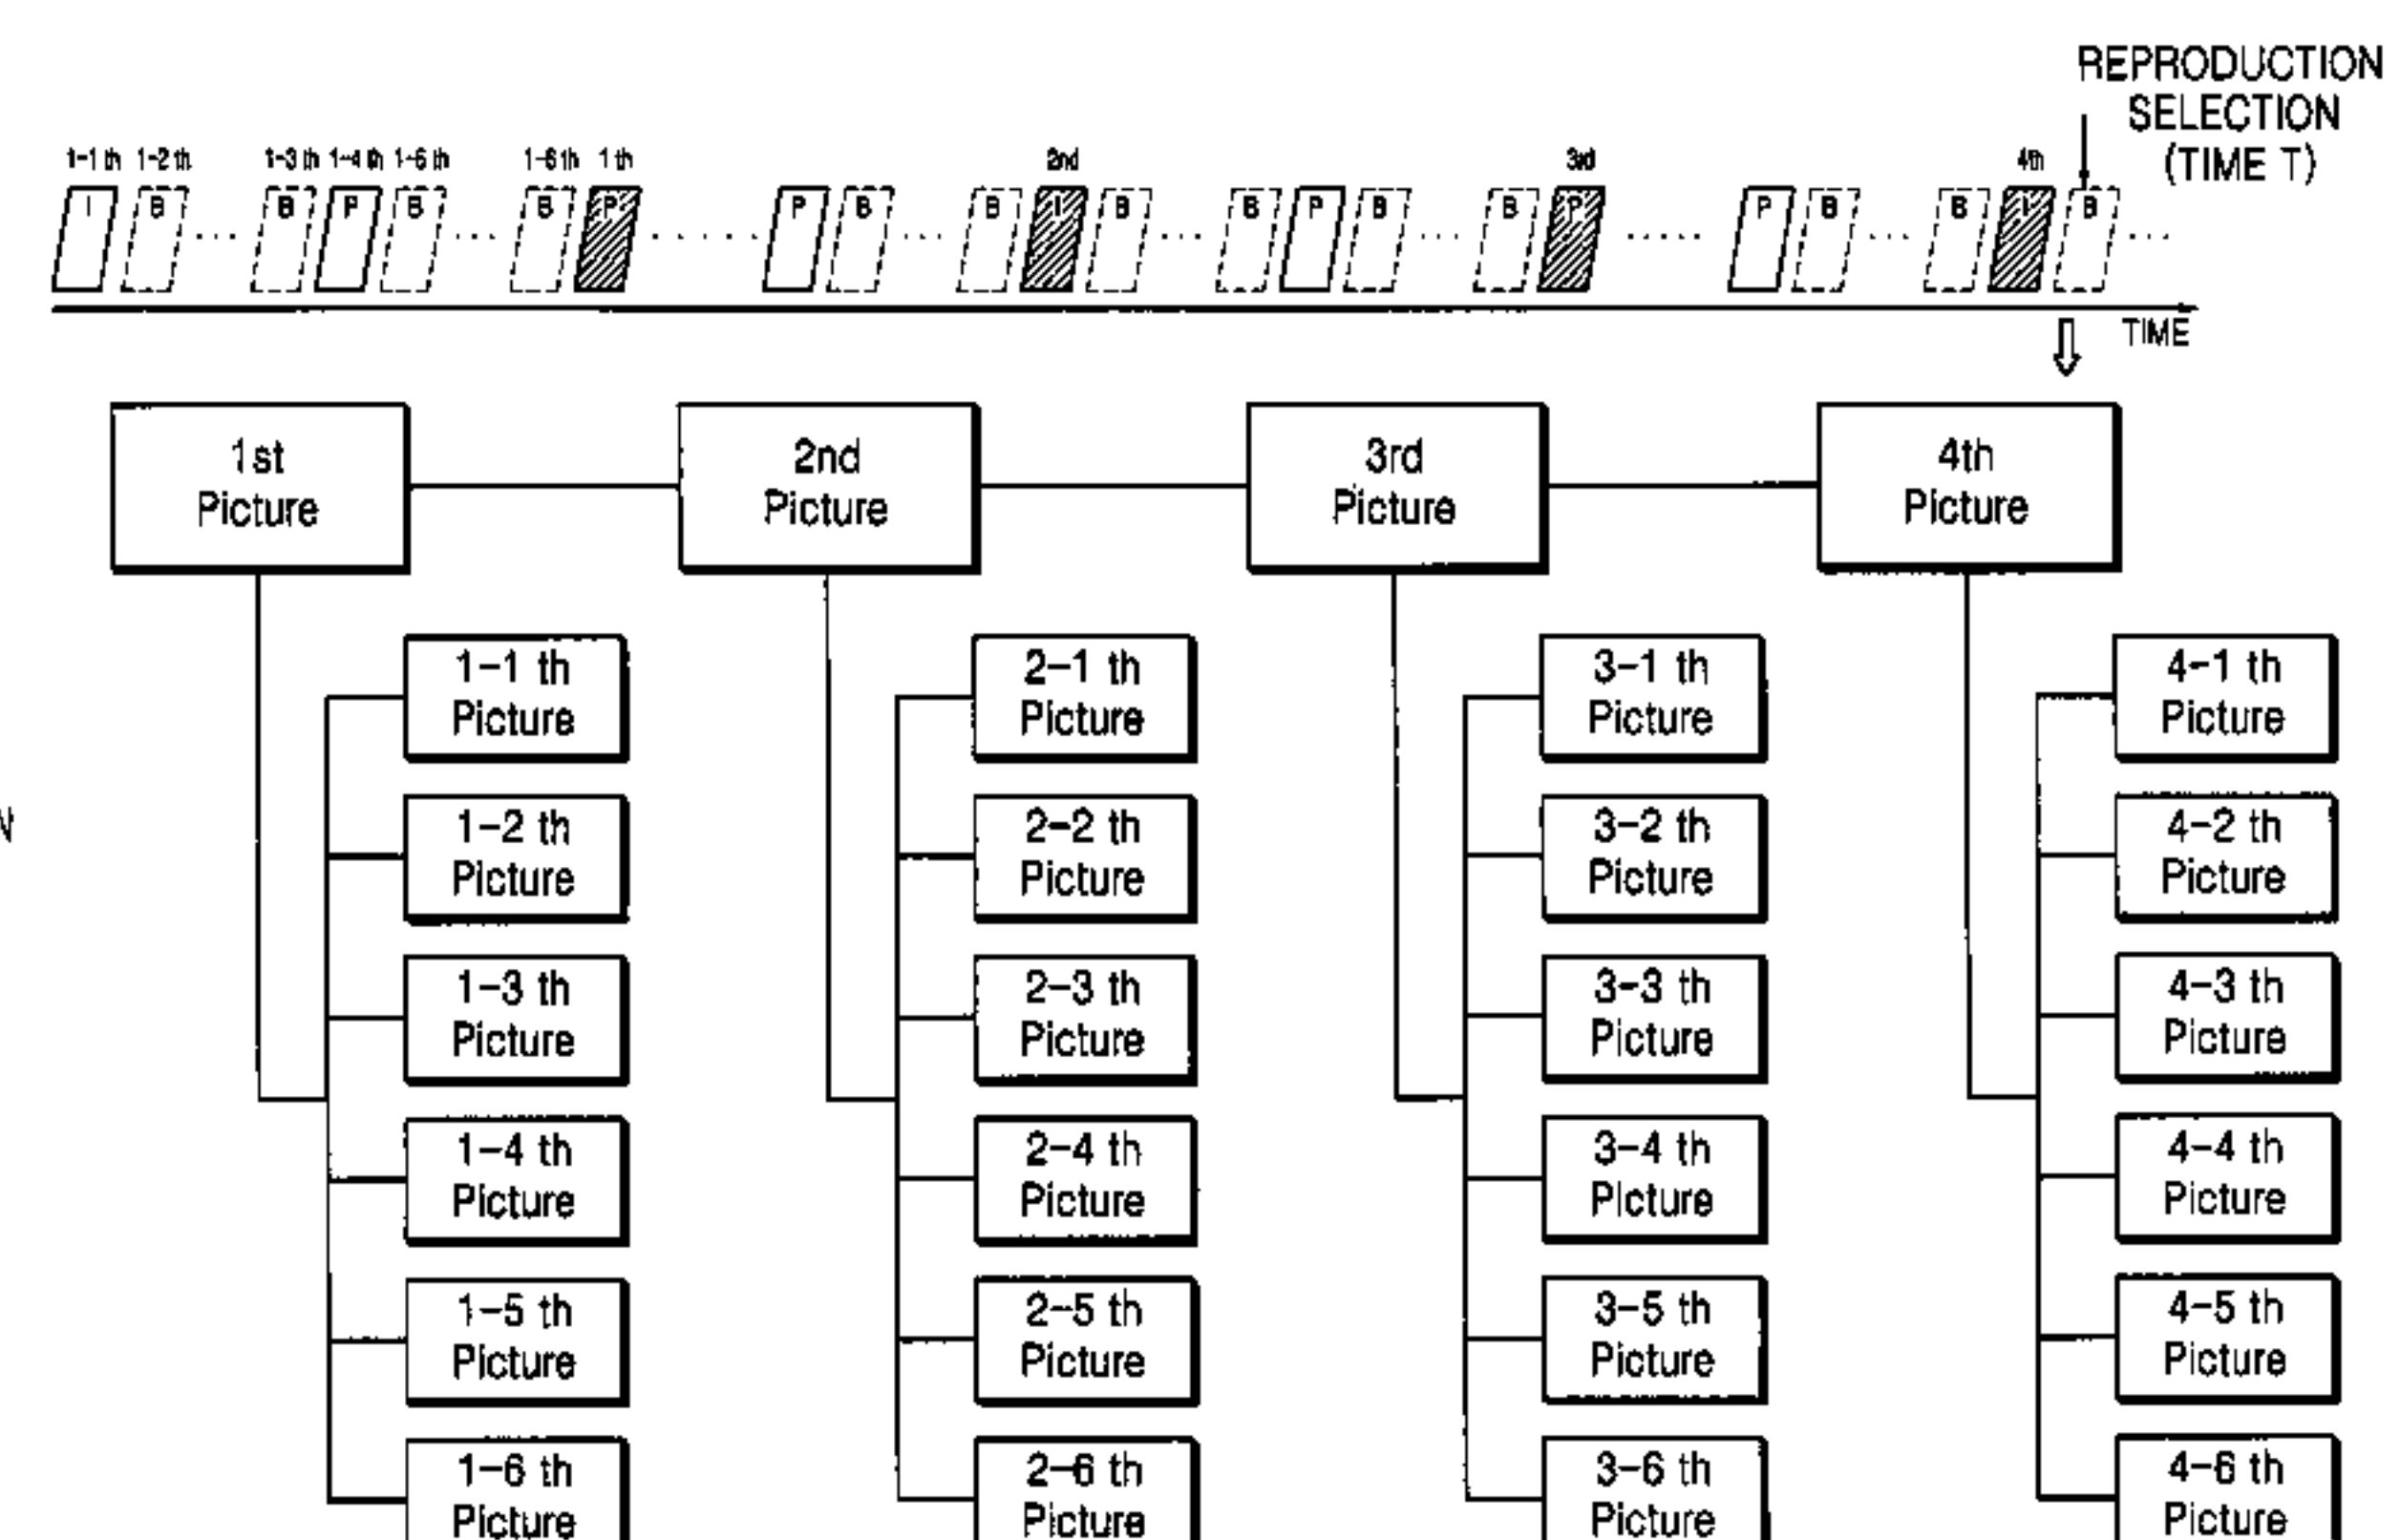 REPRODUCTION
SELECTION
(TIME T)
1-1 th 1-2 th 1-3 th 1-4 th 1-5 th 1-6 th 1 th 2nd 3rd 4th
I B B P B B P P B B I B B P B B P P B B I B
TIME
1st
Picture
2nd
Picture
3rd
Picture
4th
Picture
1-1 th
Picture
2-1 th
Picture
3-1 th
Picture
4-1 th
Picture
1-2 th
Picture
2-2 th
Picture
3-2 th
Picture
4-2 th
Picture
1-3 th
Picture
2-3 th
Picture
3-3 th
Picture
4-3 th
Picture
1-4 th
Picture
2-4 th
Picture
3-4 th
Picture
4-4 th
Picture
1-5 th
Picture
2-5 th
Picture
3-5 th
Picture
4-5 th
Picture
1-6 th
Picture
2-6 th
Picture
3-6 th
Picture
4-6 th
Picture